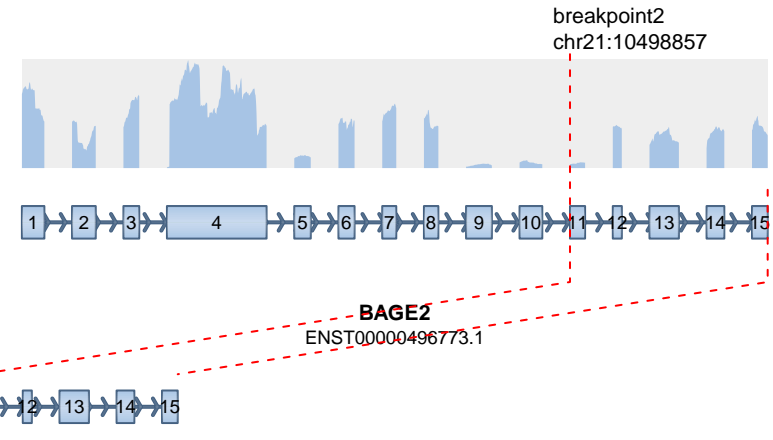 breakpoint2
chr21:10498857
1 2 3 4 5 6 7 8 9 10 11 12 13 14 15
BAGE2
ENST00000496773.1
12 13 14 15